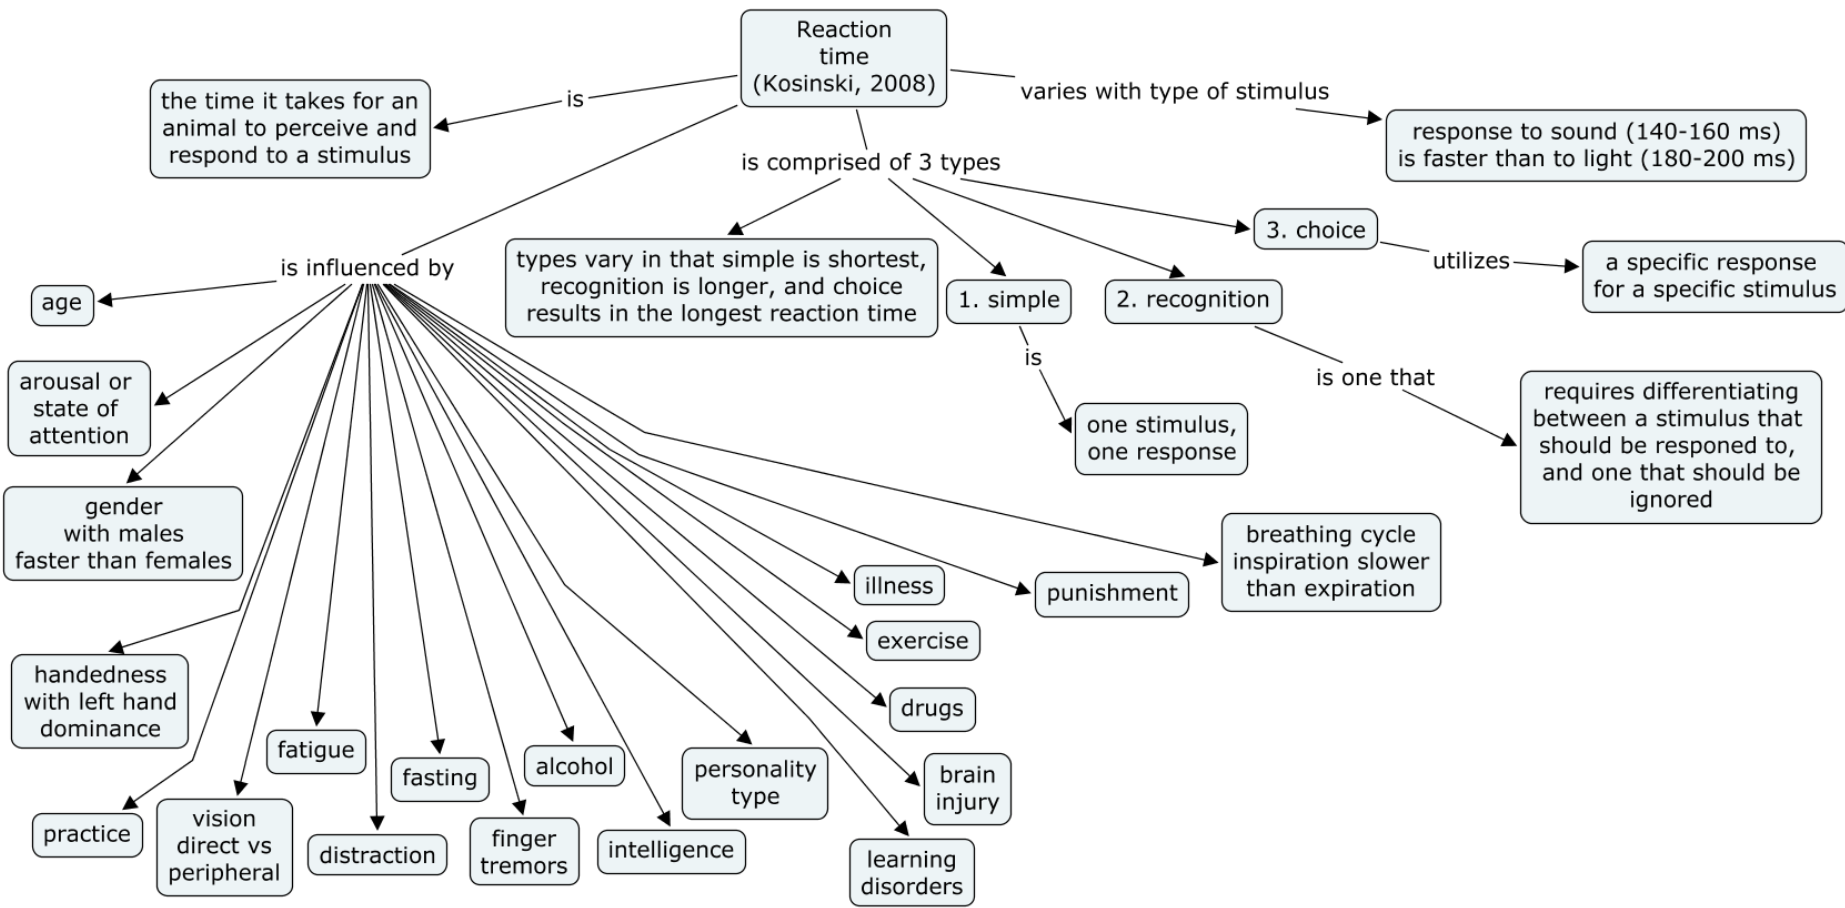 Reaction
time
(Kosinski, 2008)
is
the time it takes for an
animal to perceive and
respond to a stimulus
varies with type of stimulus
response to sound (140-160 ms)
is faster than to light (180-200 ms)
is comprised of 3 types
types vary in that simple is shortest,
recognition is longer, and choice
results in the longest reaction time
1. simple
is
one stimulus,
one response
2. recognition
is one that
requires differentiating
between a stimulus that
should be responed to,
and one that should be
ignored
3. choice
utilizes
a specific response
for a specific stimulus
is influenced by
age
arousal or
state of
attention
gender
with males
faster than females
handedness
with left hand
dominance
practice
vision
direct vs
peripheral
fatigue
distraction
fasting
finger
tremors
alcohol
intelligence
personality
type
learning
disorders
brain
injury
drugs
exercise
illness
punishment
breathing cycle
inspiration slower
than expiration